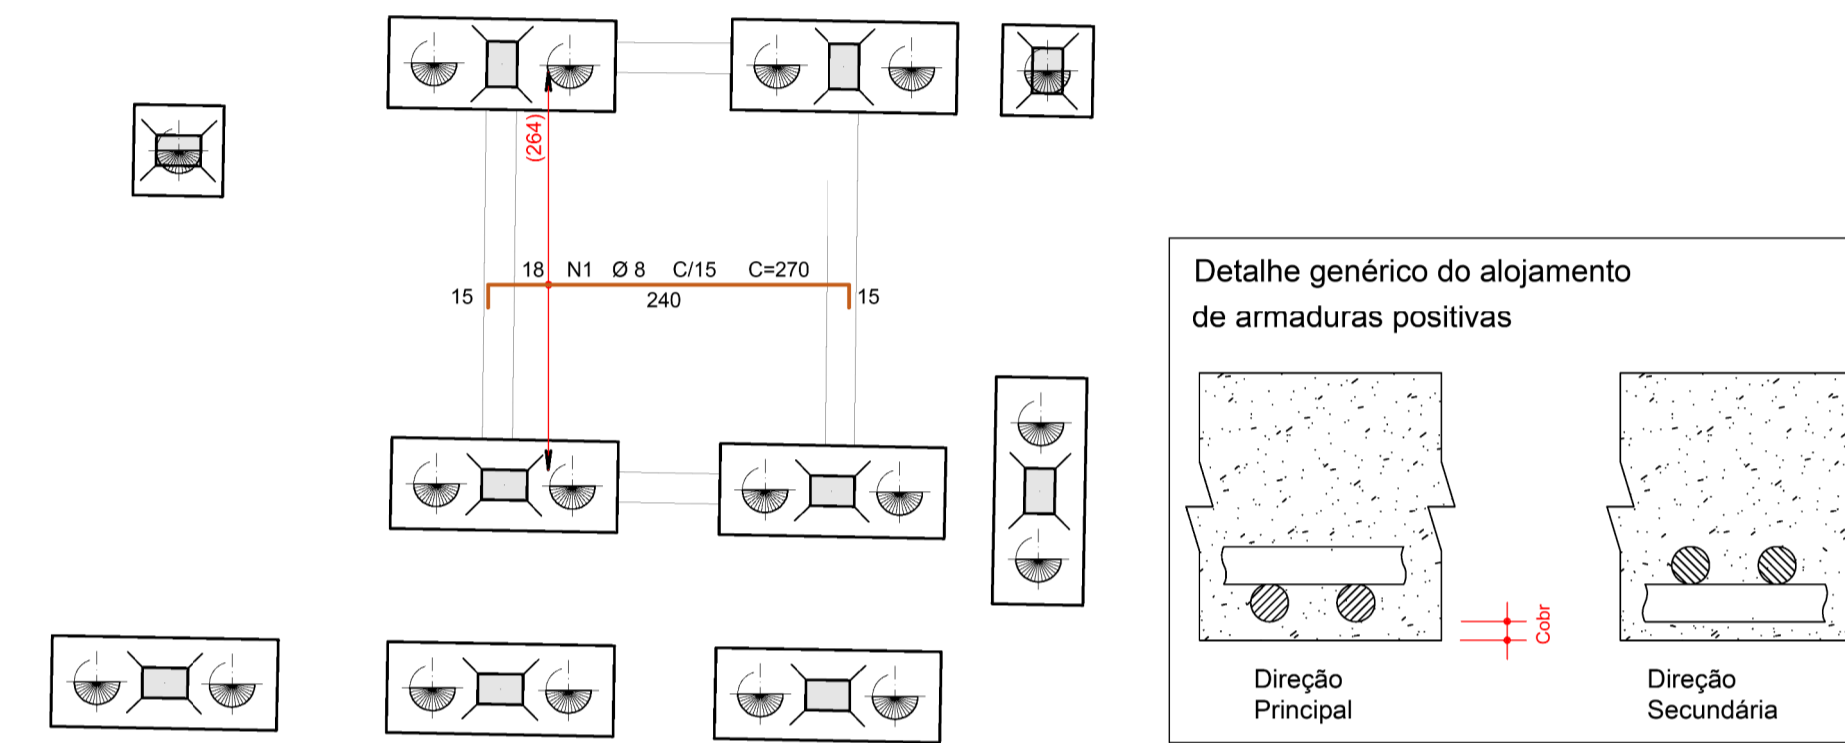 (264)
18 N1 Ø 8 C/15 C=270
15 240 15
Detalhe genérico do alojamento
de armaduras positivas
Cobr
Direção
Principal
Direção
Secundária